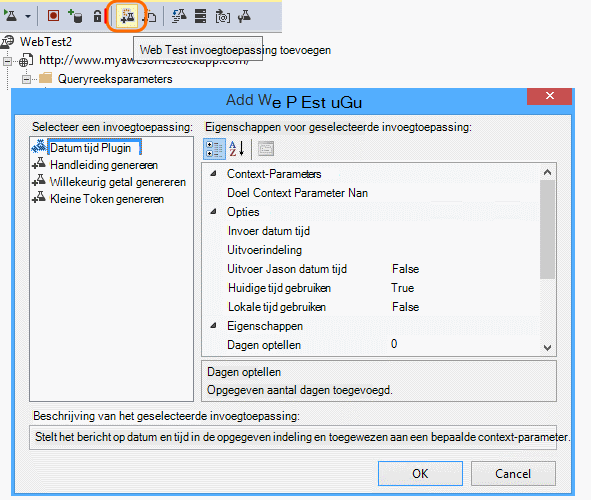 WebTest2
Web Test invoegtoepassing toevoegen
http://www.myawesomestockapp.com/
Queryreeksparameters
Add We P Est uGu
Selecteer een invoegtoepassing:
Eigenschappen voor geselecteerde invoegtoepassing:
Datum tijd Plugin
Handleiding genereren
Willekeurig getal genereren
Kleine Token genereren
Context-Parameters
Doel Context Parameter Nan
Opties
Invoer datum tijd
Uitvoerindeling
Uitvoer Jason datum tijd False
Huidige tijd gebruiken True
Lokale tijd gebruiken False
Eigenschappen
Dagen optellen 0
Dagen optellen
Opgegeven aantal dagen toegevoegd.
Beschrijving van het geselecteerde invoegtoepassing:
Stelt het bericht op datum en tijd in de opgegeven indeling en toegewezen aan een bepaalde context-parameter.
OK Cancel